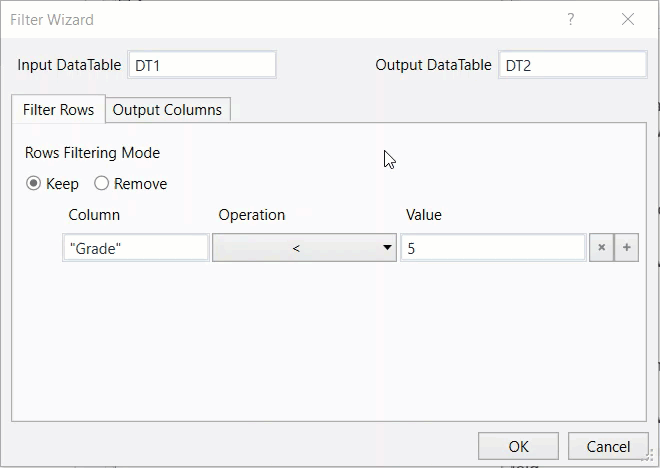 Filter Wizard ?
Input DataTable DT1 Output DataTable DT2
Filter Rows Output Columns
Rows Filtering Mode
Keep Remove
Column Operation Value
"Grade" < 5 × +
OK Cancel